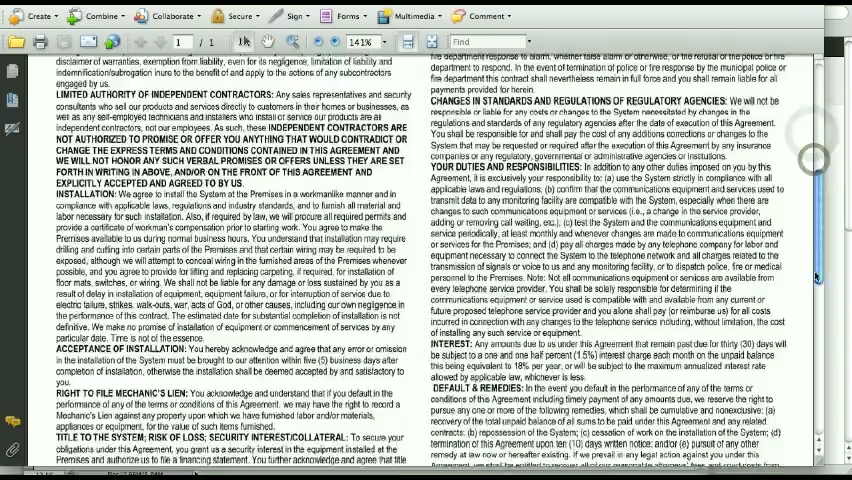 Create Combine Collaborate Secure Sign Forms Multimedia Comment
1 / 1 141% Find
disclaimer of warranties, exemption from liability, even for its negligence, limitation of liability and
indemnification/subrogation inure to the benefit of and apply to the actions of any subcontractors
engaged by us.
LIMITED AUTHORITY OF INDEPENDENT CONTRACTORS: Any sales representatives and security
consultants who sell our products and services directly to customers in their homes or businesses, as
well as any self-employed technicians and installers who install or service our products are all
independent contractors, not our employees. As such, these INDEPENDENT CONTRACTORS ARE
NOT AUTHORIZED TO PROMISE OR OFFER YOU ANYTHING THAT WOULD CONTRADICT OR
CHANGE THE EXPRESS TERMS AND CONDITIONS CONTAINED IN THIS AGREEMENT AND
WE WILL NOT HONOR ANY SUCH VERBAL PROMISES OR OFFERS UNLESS THEY ARE SET
FORTH IN WRITING ABOVE, AND/OR ON THE FRONT OF THIS AGREEMENT AND
EXPLICITLY ACCEPTED AND AGREED TO BY US.
INSTALLATION: We agree to install the System at the Premises in a workmanlike manner and in
compliance with applicable laws, regulations and industry standards, and to furnish all material and
labor necessary for such installation. Also, if required by law, we will procure all required permits and
provide a certificate of workman's compensation prior to starting work. You agree to make the
Premises available to us during normal business hours. You understand that installation may require
drilling and cutting into certain parts of the Premises and that certain wiring may be required to be
exposed, although we will attempt to conceal wiring in the furnished areas of the Premises whenever
possible, and you agree to provide for lifting and replacing carpeting, if required, for installation of
floor mats, switches, or wiring. We shall not be liable for any damage or loss sustained by you as a
result of delay in installation of equipment, equipment failure, or for interruption of service due to
electric failure, strikes, walk-outs, war, acts of God, or other causes, including our own negligence in
the performance of this contract. The estimated date for substantial completion of installation is not
definitive. We make no promise of installation of equipment or commencement of services by any
particular date. Time is not of the essence.
ACCEPTANCE OF INSTALLATION: You hereby acknowledge and agree that any error or omission
in the installation of the System must be brought to our attention within five (5) business days after
completion of installation, otherwise the installation shall be deemed accepted by and satisfactory to
you.
RIGHT TO FILE MECHANIC'S LIEN: You acknowledge and understand that if you default in the
performance of any of the terms or conditions of this Agreement, we may have the right to record a
Mechanic's Lien against any property upon which we have furnished labor and/or materials,
appliances or equipment, for the value of such items furnished.
TITLE TO THE SYSTEM; RISK OF LOSS; SECURITY INTEREST/COLLATERAL: To secure your
obligations under this Agreement, you grant us a security interest in the equipment installed at the
Premises and authorize us to file a financing statement. You further acknowledge and agree that title
fire department response, whether false alarm or otherwise, or the refusal of the police or fire
department to respond. In the event of termination of police or fire response by the municipal police or
fire department this contract shall nevertheless remain in full force and you shall remain liable for all
payments provided for herein.
CHANGES IN STANDARDS AND REGULATIONS OF REGULATORY AGENCIES: We will not be
responsible or liable for any costs or changes to the System necessitated by changes in the
regulations and standards of any regulatory agencies after the date of execution of this Agreement.
You shall be responsible for and shall pay the cost of any additions corrections or changes to the
System that may be requested or required after the execution of this Agreement by any insurance
companies or any regulatory, governmental or administrative agencies or institutions.
YOUR DUTIES AND RESPONSIBILITIES: In addition to any other duties imposed on you by this
Agreement, it is exclusively your responsibility to: (a) use the System strictly in compliance with all
applicable laws and regulations; (b) confirm that the communications equipment and services used to
transmit data to any monitoring facility are compatible with the System, especially when there are
changes to such communications equipment or services (i.e., a change in the service provider,
adding or removing call waiting, etc.); (c) test the System and the communications equipment and
service periodically, at least monthly and whenever changes are made to communications equipment
or services for the Premises; and (d) pay all charges made by any telephone company for labor and
equipment necessary to connect the System to the telephone network and all charges related to the
transmission of signals or voice to us and any monitoring facility, or to dispatch police, fire or medical
personnel to the Premises. Note: Not all communications equipment or services are available from
every telephone service provider. You shall be solely responsible for determining if the
communications equipment or service used is compatible with and available from any current or
future proposed telephone service provider and you alone shall pay (or reimburse us) for all costs
incurred in connection with any changes to the telephone service including, without limitation, the cost
of installing any such service or equipment.
INTEREST: Any amounts due to us under this Agreement that remain past due for thirty (30) days will
be subject to a one and one half percent (1.5%) interest charge each month on the unpaid balance
this being equivalent to 18% per year, or will be subject to the maximum annualized interest rate
allowed by applicable law, whichever is less.
DEFAULT & REMEDIES: In the event you default in the performance of any of the terms or
conditions of this Agreement including timely payment of any amounts due, we reserve the right to
pursue any one or more of the following remedies, which shall be cumulative and nonexclusive: (a)
recovery of the total unpaid balance of all sums to be paid under this Agreement and any related
contracts: (b) repossession of the System; (c) cessation of work on the installation of the System; (d)
termination of this Agreement upon ten (10) days written notice; and/or (e) pursuit of any other
remedy at law now or hereafter existing. If we prevail in any legal action against you under this